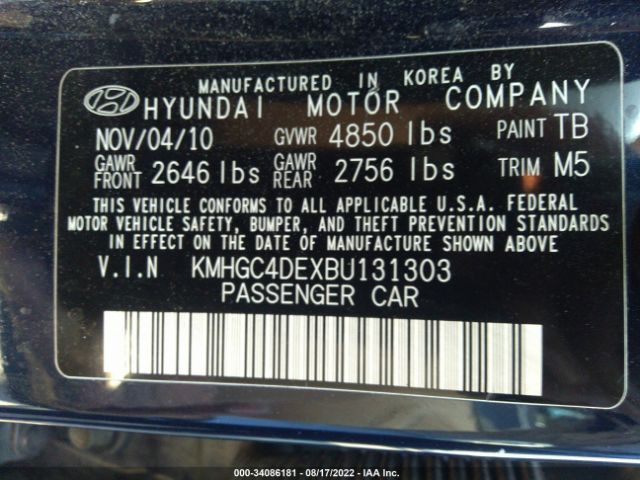 MANUFACTURED IN KOREA BY
HYUNDAI MOTOR COMPANY
NOV/04/10 GVWR 4850 lbs PAINT TB
GAWR FRONT 2646 lbs GAWR REAR 2756 lbs TRIM M5
THIS VEHICLE CONFORMS TO ALL APPLICABLE U.S.A. FEDERAL
MOTOR VEHICLE SAFETY, BUMPER, AND THEFT PREVENTION STANDARDS
IN EFFECT ON THE DATE OF MANUFACTURE SHOWN ABOVE
V.I.N KMHGC4DEXBU131303
PASSENGER CAR
000-34086181 - 08/17/2022 - IAA Inc.